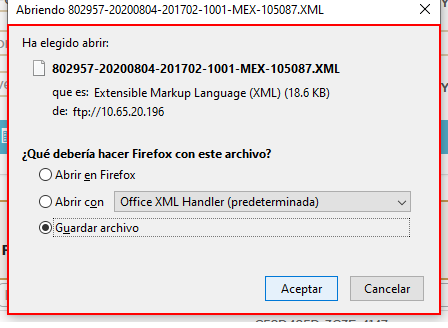 Abriendo 802957-20200804-201702-1001-MEX-105087.XML
Ha elegido abrir:
802957-20200804-201702-1001-MEX-105087.XML
que es: Extensible Markup Language (XML) (18.6 KB)
de: ftp://10.65.20.196
¿Qué debería hacer Firefox con este archivo?
Abrir en Firefox
Abrir con Office XML Handler (predeterminada)
Guardar archivo
Aceptar Cancelar